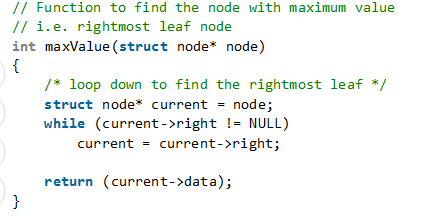 // Function to find the node with maximum value
// i.e. rightmost leaf node
int maxValue(struct node* node)
{
    /* loop down to find the rightmost leaf */
    struct node* current = node;
    while (current->right != NULL)
        current = current->right;

    return (current->data);
}